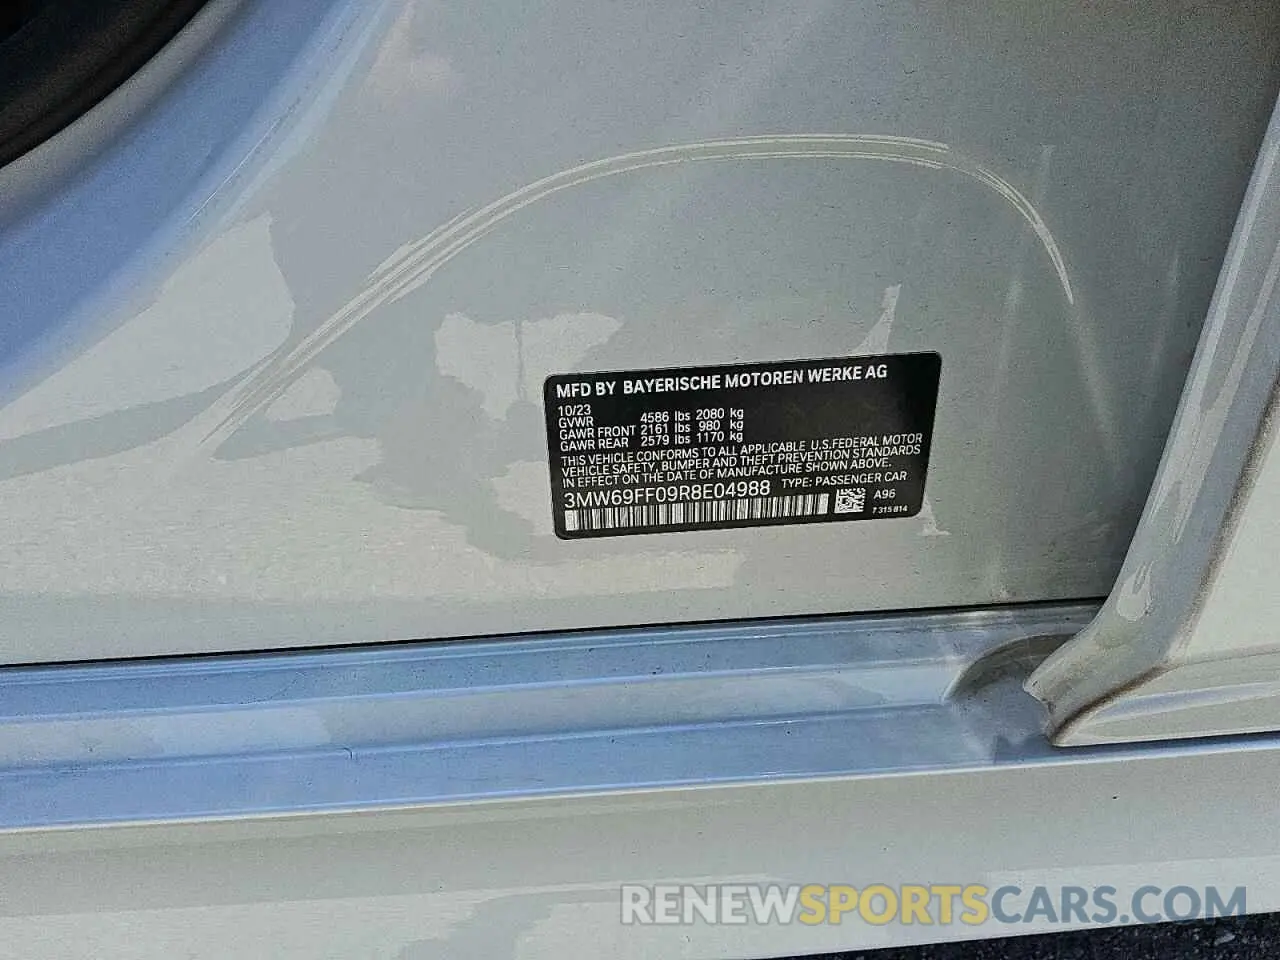 MFD BY BAYERISCHE MOTOREN WERKE AG
10/23
GVWR 4586 lbs 2080 kg
GAWR FRONT 2161 lbs 980 kg
GAWR REAR 2579 lbs 1170 kg
THIS VEHICLE CONFORMS TO ALL APPLICABLE U.S.FEDERAL MOTOR
VEHICLE SAFETY, BUMPER AND THEFT PREVENTION STANDARDS
IN EFFECT ON THE DATE OF MANUFACTURE SHOWN ABOVE.
3MW69FF09R8E04988 TYPE: PASSENGER CAR
A96
7 315 814
RENEWSPORTSCARS.COM